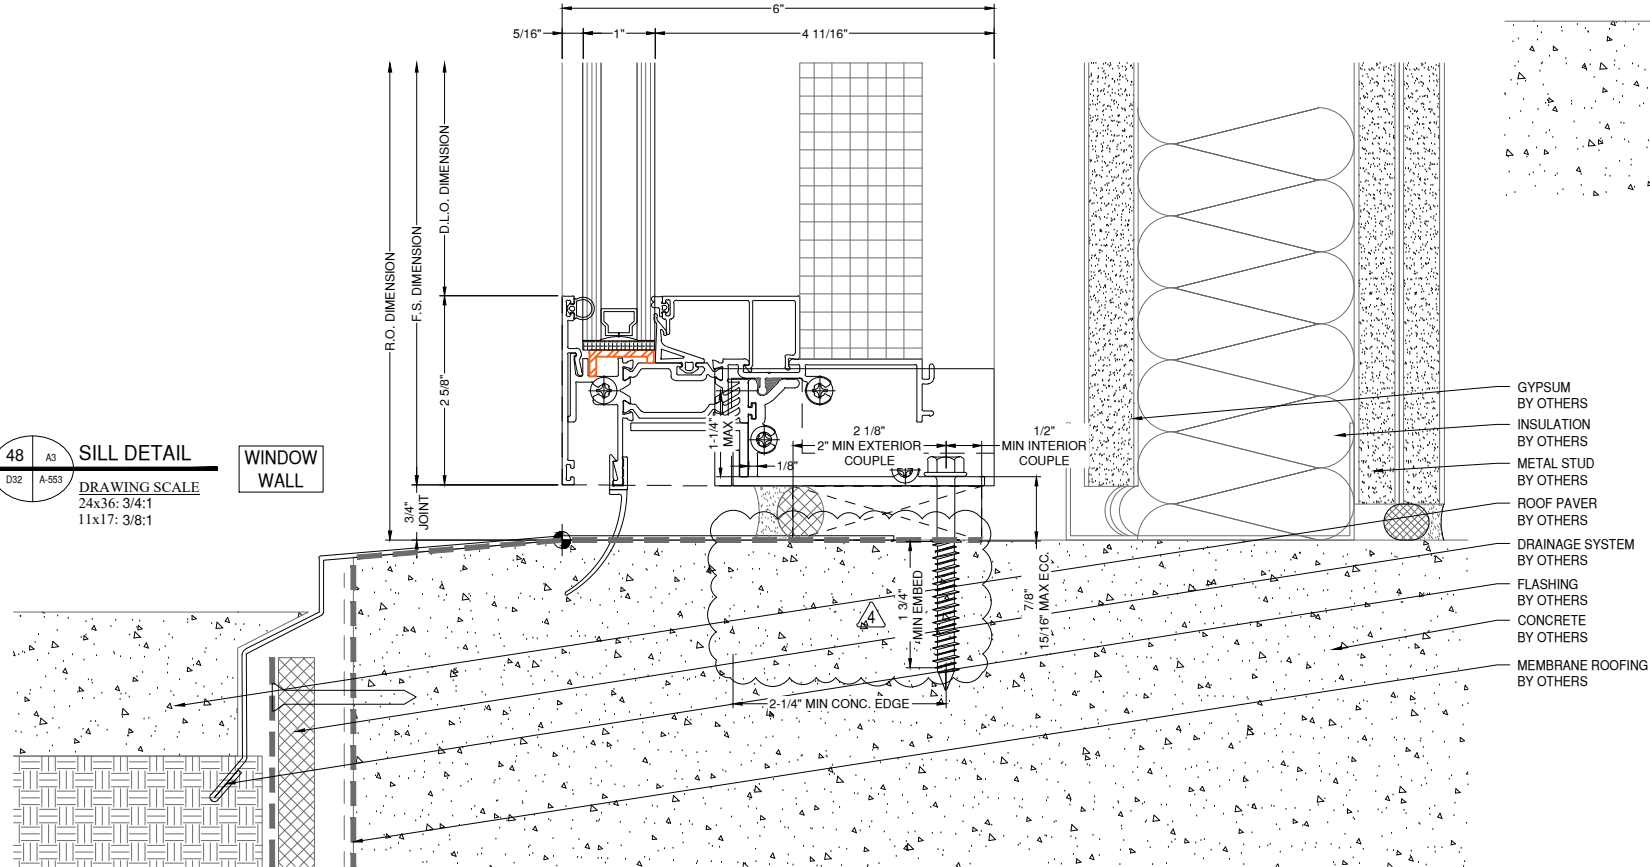 6"
5/16"
1"
4 11/16"
R.O. DIMENSION
F.S. DIMENSION
D.L.O. DIMENSION
2 5/8"
3/4"
JOINT
48
A3
D32
A-553
SILL DETAIL
DRAWING SCALE
24x36: 3/4:1
11x17: 3/8:1
WINDOW
WALL
1-1/4"
MAX
1/8"
2 1/8"
2" MIN EXTERIOR
COUPLE
1/2"
MIN INTERIOR
COUPLE
1 3/4"
MIN EMBED
4
7/8"
15/16" MAX ECC.
2-1/4" MIN CONC. EDGE
GYPSUM
BY OTHERS
INSULATION
BY OTHERS
METAL STUD
BY OTHERS
ROOF PAVER
BY OTHERS
DRAINAGE SYSTEM
BY OTHERS
FLASHING
BY OTHERS
CONCRETE
BY OTHERS
MEMBRANE ROOFING
BY OTHERS